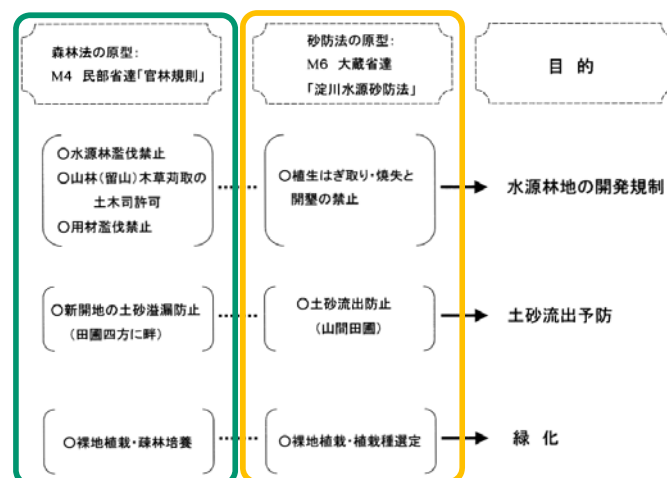 森林法の原型:
M4 民部省達「官林規則」
砂防法の原型:
M6 大蔵省達
「淀川水源砂防法」
目 的
○水源林濫伐禁止
○山林(留山)木草苅取の
土木司許可
○用材濫伐禁止
○植生はぎ取り・焼失と
開墾の禁止
水源林地の開発規制
○新開地の土砂溢漏防止
(田圃四方に畔)
○土砂流出防止
(山間田圃)
土砂流出予防
○裸地植栽・疎林培養
○裸地植栽・植栽種選定
緑 化